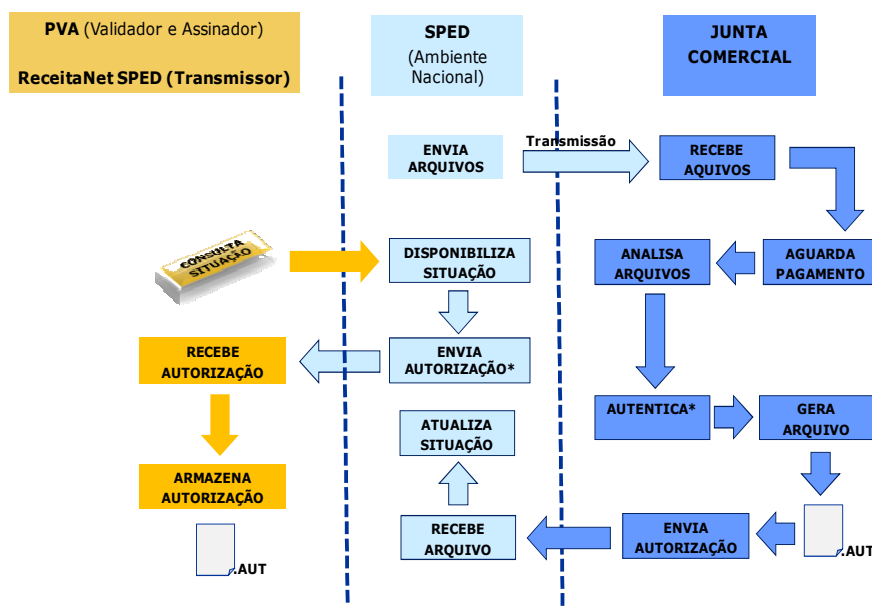 PVA (Validador e Assinador)
ReceitaNet SPED (Transmissor)
SPED
(Ambiente
Nacional)
JUNTA
COMERCIAL
ENVIA
ARQUIVOS
Transmissão
RECEBE
AQUIVOS
CONSULTA
SITUAÇÃO
DISPONIBILIZA
SITUAÇÃO
ANALISA
ARQUIVOS
AGUARDA
PAGAMENTO
RECEBE
AUTORIZAÇÃO
ENVIA
AUTORIZAÇÃO*
AUTENTICA*
GERA
ARQUIVO
ATUALIZA
SITUAÇÃO
ARMAZENA
AUTORIZAÇÃO
RECEBE
ARQUIVO
ENVIA
AUTORIZAÇÃO
.AUT
.AUT